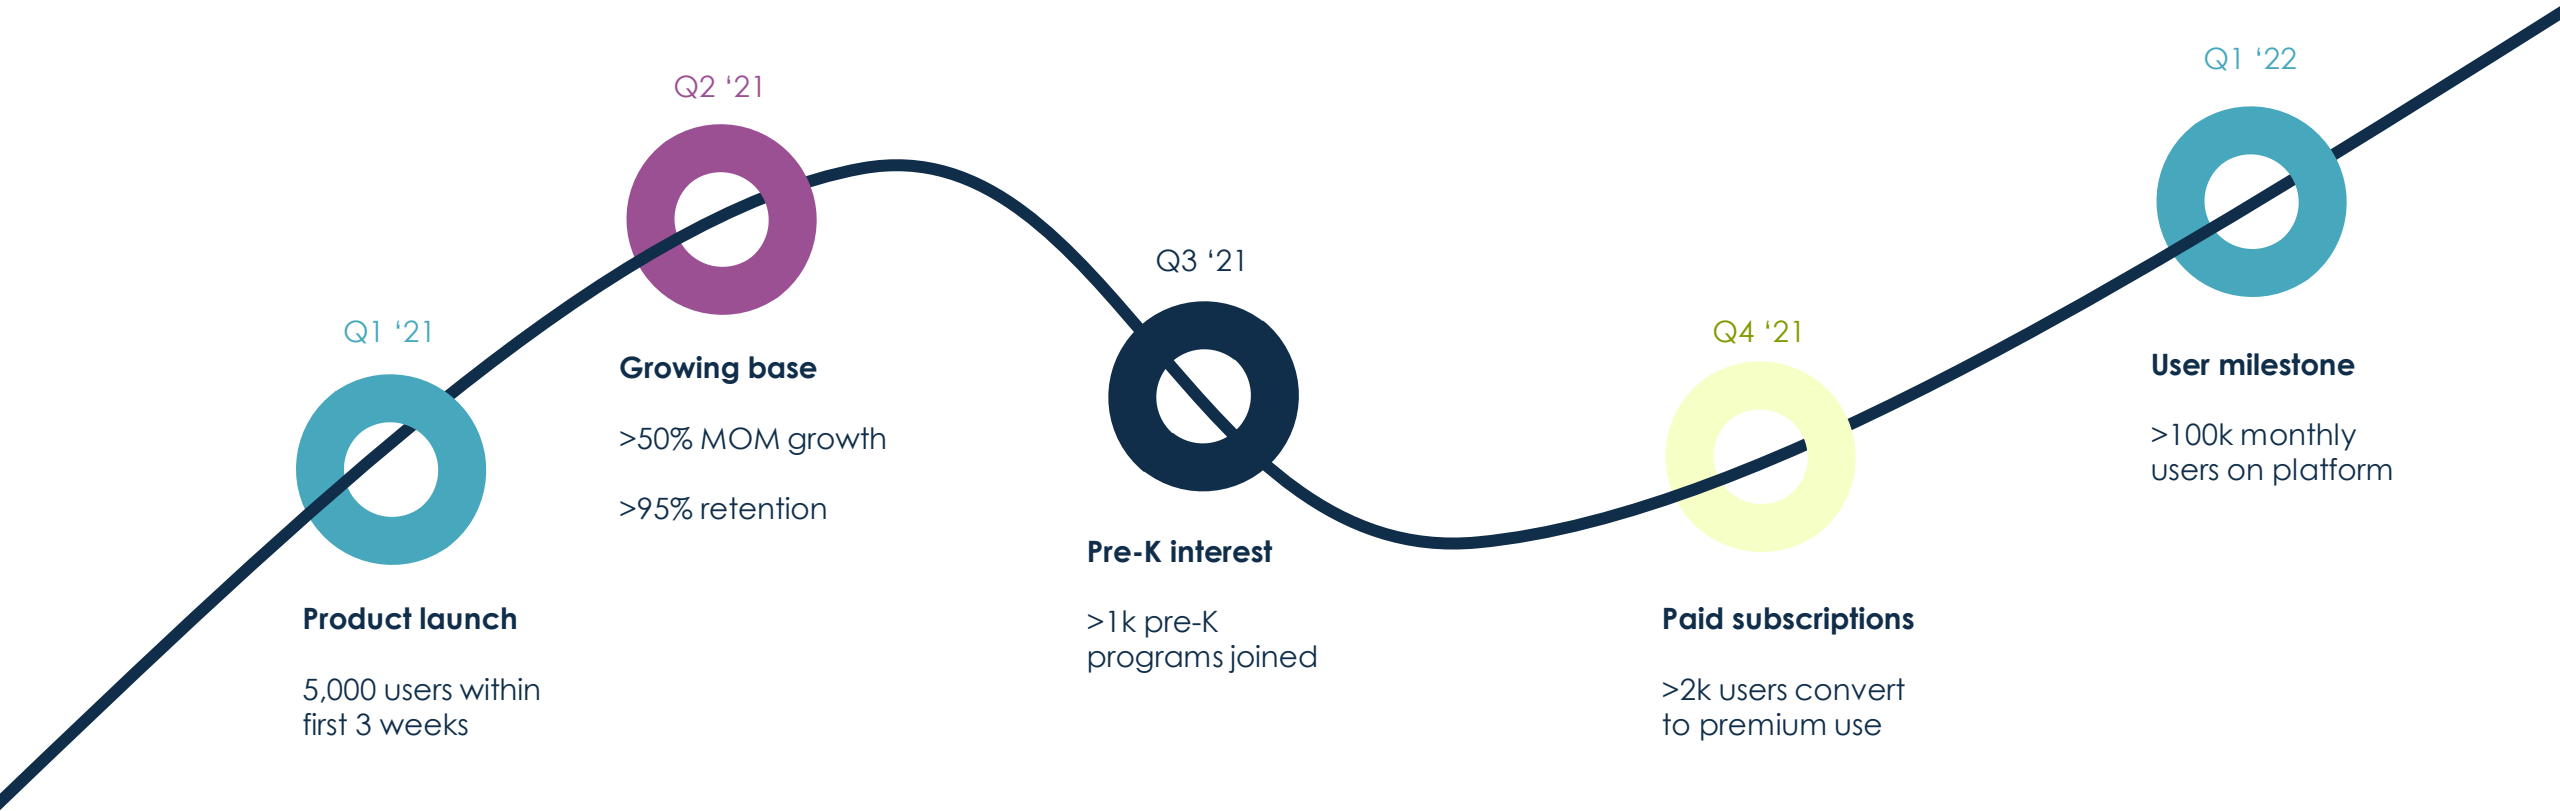 Q1 ‘21
Product launch
5,000 users within
first 3 weeks
Q2 ‘21
Growing base
>50% MOM growth
>95% retention
Q3 ‘21
Pre-K interest
>1k pre-K
programs joined
Q4 ‘21
Paid subscriptions
>2k users convert
to premium use
Q1 ‘22
User milestone
>100k monthly
users on platform